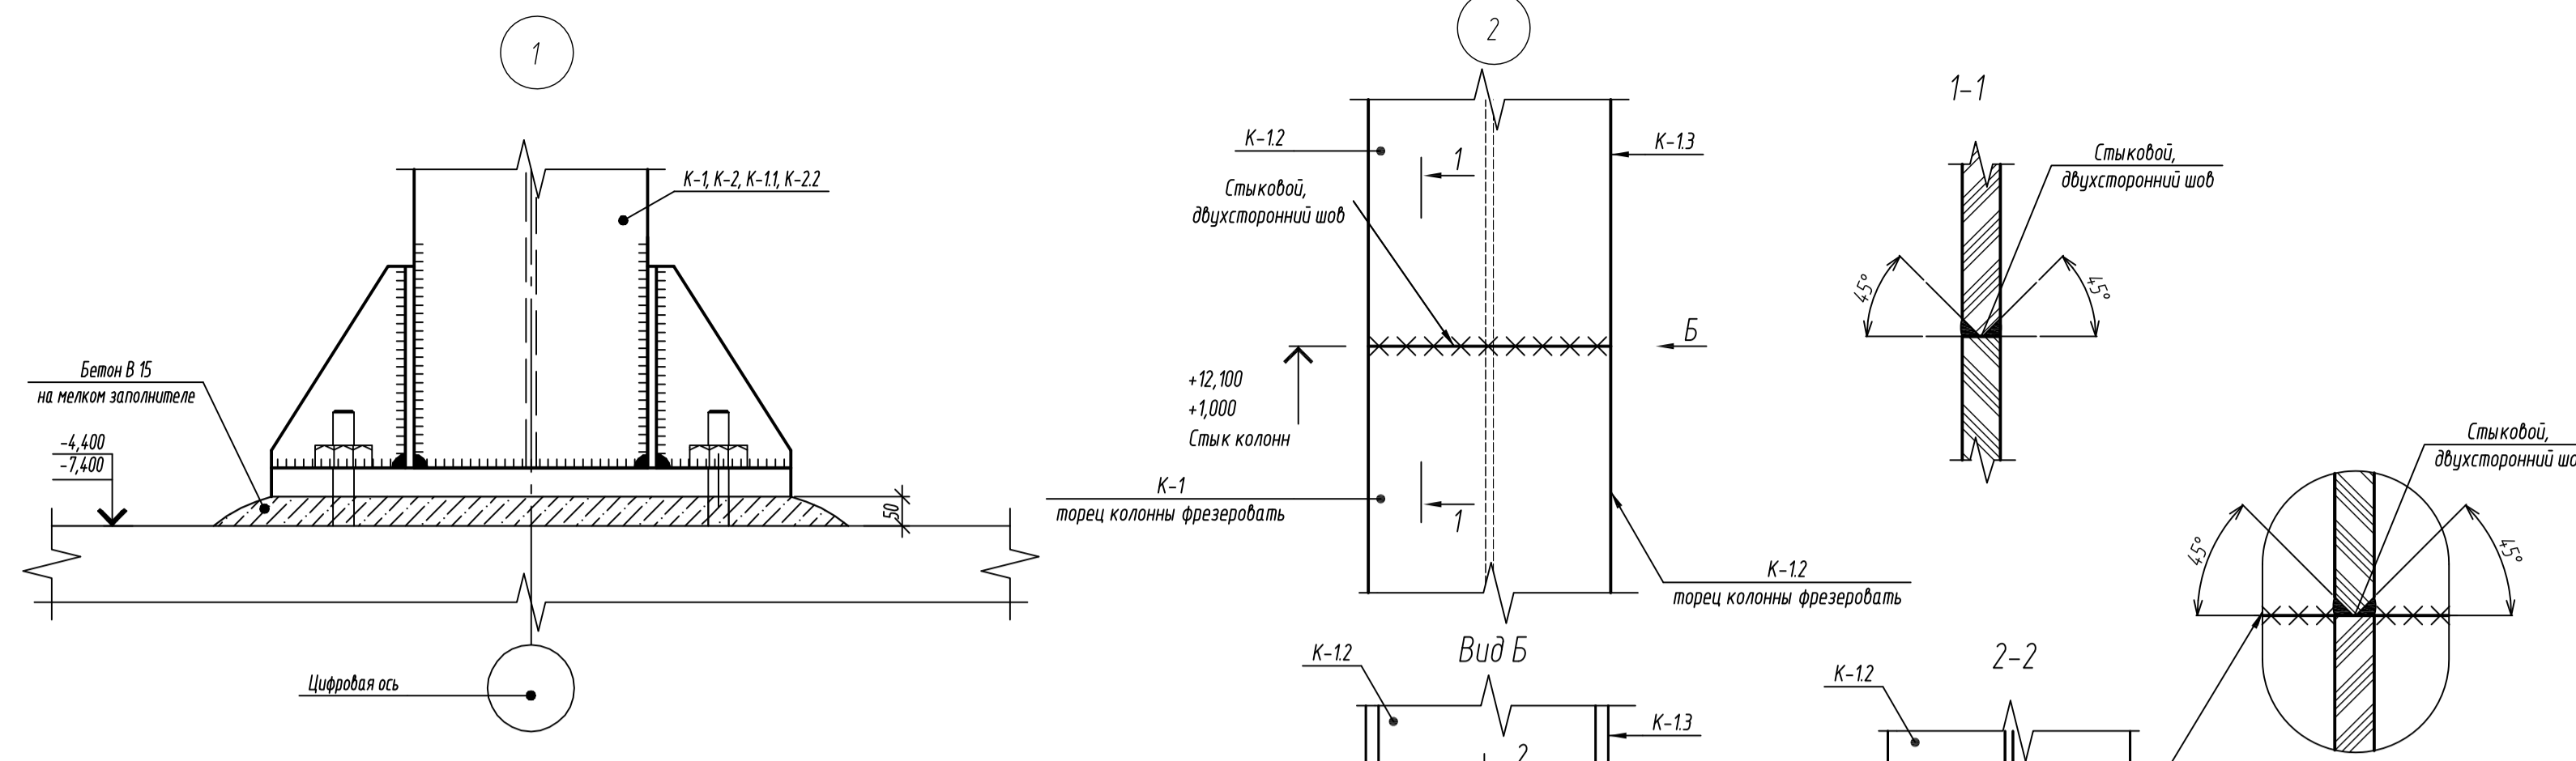 1
К-1, К-2, К-1.1, К-2.2
Бетон В 15
на мелком заполнителе
-4,400
-7,400
50
Цифровая ось
2
К-1.2
К-1.3
1
Стыковой,
двухсторонний шов
Б
+12,100
+1,000
Стык колонн
К-1
торец колонны фрезеровать
1
К-1.2
торец колонны фрезеровать
1-1
Стыковой,
двухсторонний шов
45°
45°
Вид Б
К-1.2
К-1.3
2
2-2
К-1.2
Стыковой,
двухсторонний шо
45°
45°